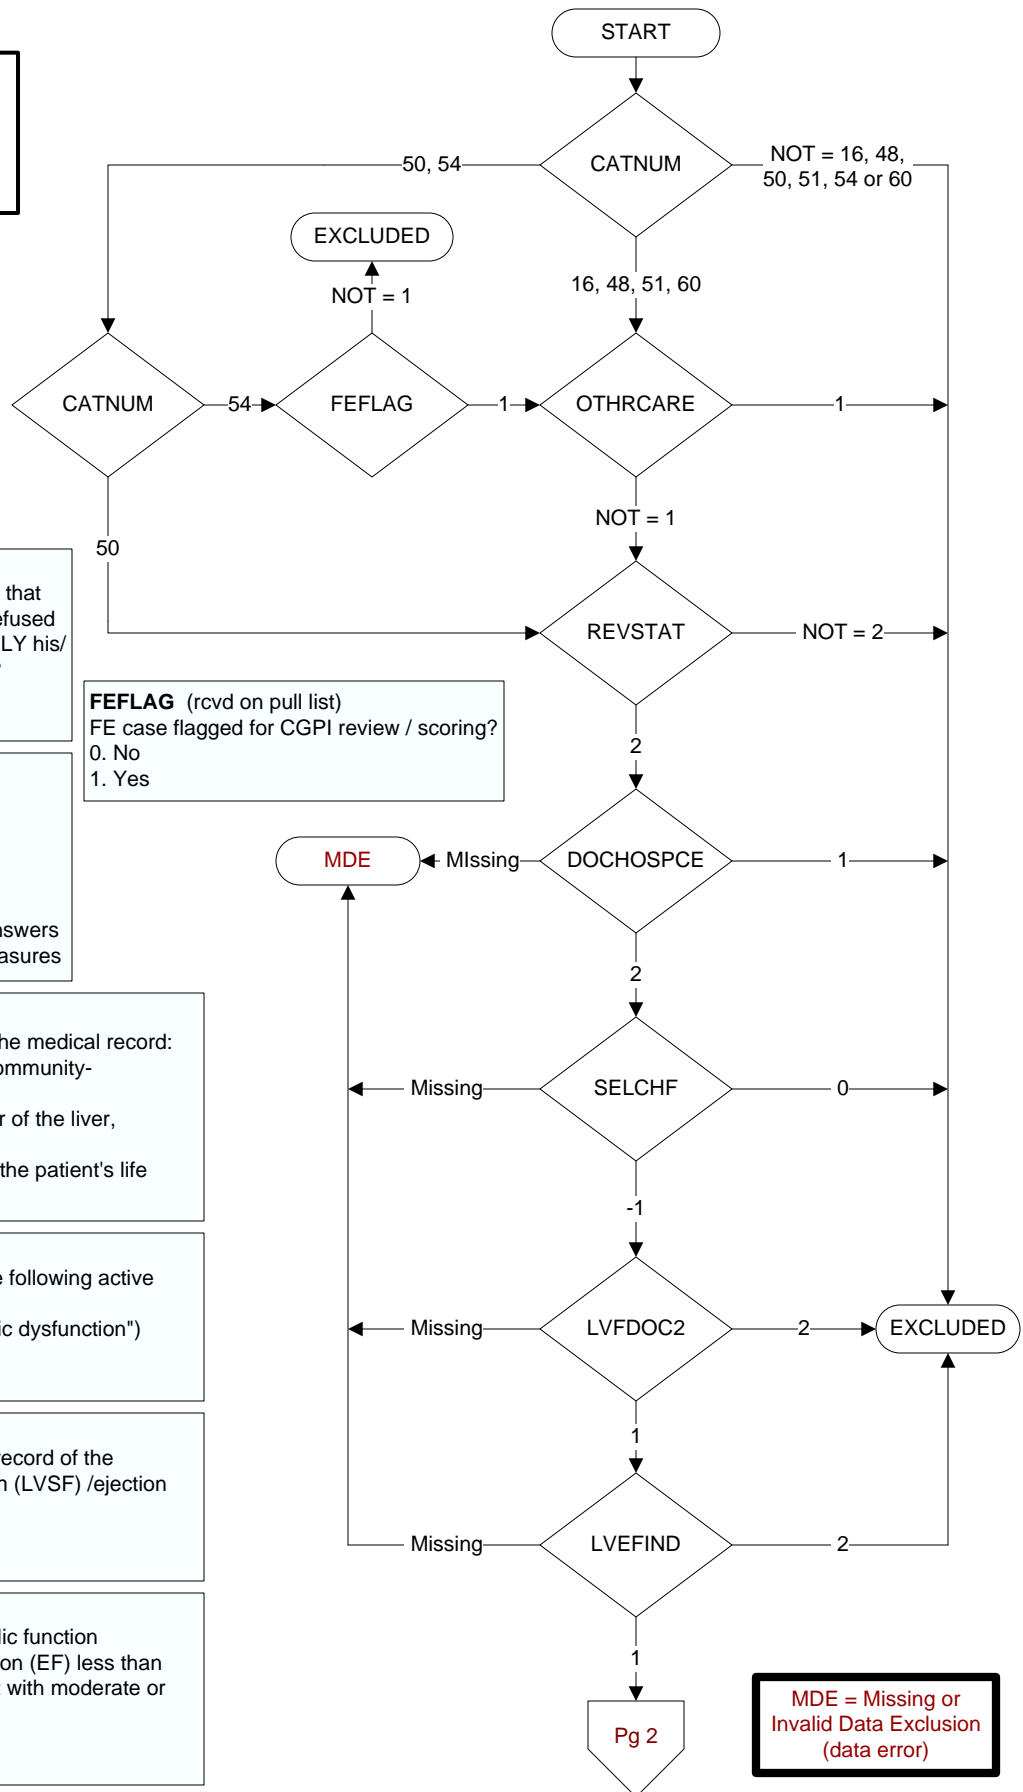 START
CATNUM
50, 54
NOT = 16, 48,
50, 51, 54 or 60
EXCLUDED
NOT = 1
16, 48, 51, 60
CATNUM
54
FEFLAG
1
OTHRCARE
1
NOT = 1
50
REVSTAT
NOT = 2
that
efused
LY his/
FEFLAG (rcvd on pull list)
FE case flagged for CGPI review / scoring?
0. No
1. Yes
2
MDE
MIssing
DOCHOSPCE
1
nswers
asures
2
he medical record:
ommunity-
r of the liver,
the patient's life
Missing
SELCHF
0
-1
e following active
ic dysfunction")
Missing
LVFDOC2
2
EXCLUDED
1
record of the
n (LVSF) /ejection
Missing
LVEFIND
2
lic function
ion (EF) less than
t with moderate or
1
Pg 2
MDE = Missing or
Invalid Data Exclusion
(data error)